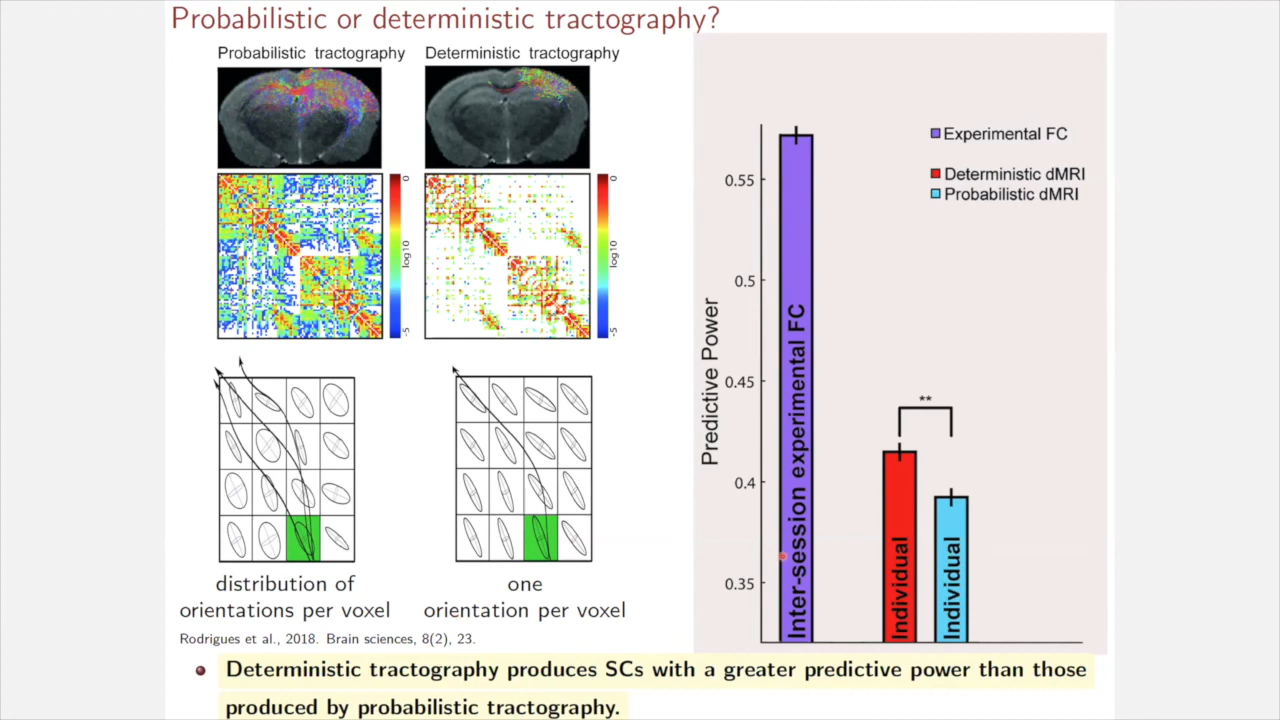 Probabilistic or deterministic tractography?
Probabilistic tractography
Deterministic tractography
0
log10
-5
0
log10
-5
distribution of
orientations per voxel
one
orientation per voxel
Rodrigues et al., 2018. Brain sciences, 8(2), 23.
Predictive Power
0.55
0.5
0.45
0.4
0.35
Experimental FC
Deterministic dMRI
Probabilistic dMRI
**
Inter-session experimental FC
Individual
Individual
Deterministic tractography produces SCs with a greater predictive power than those
produced by probabilistic tractography.